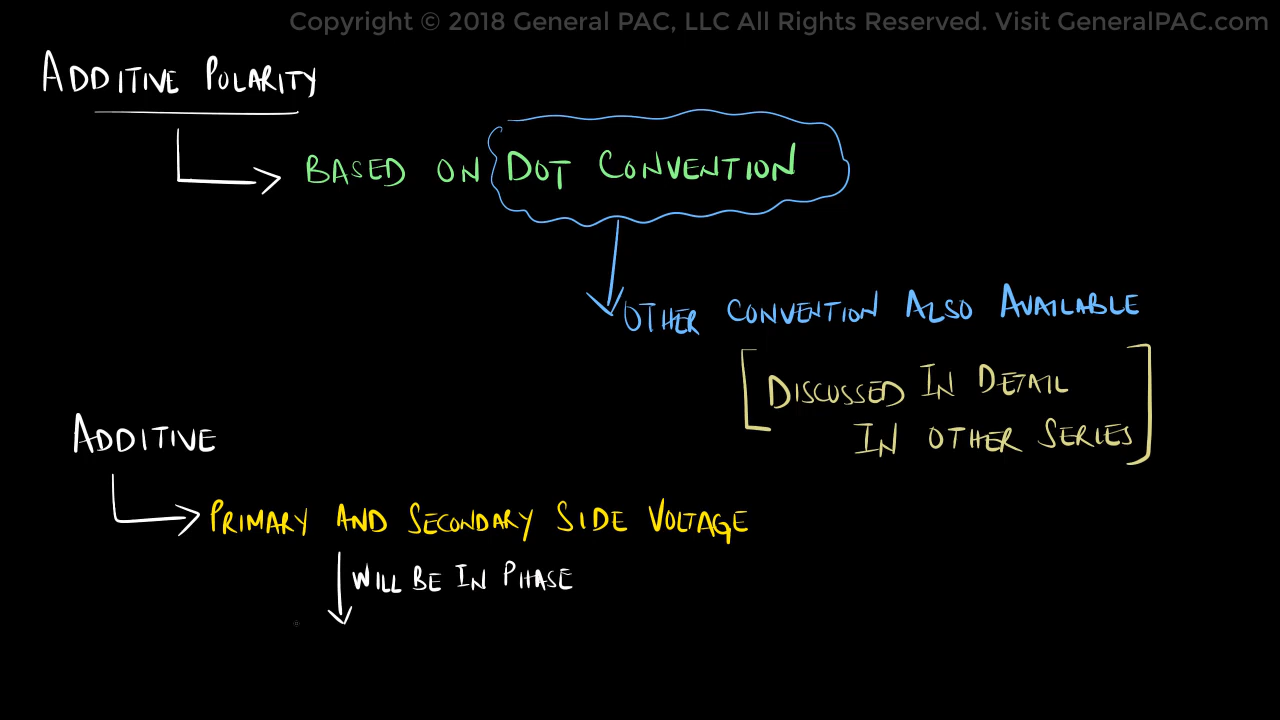 Copyright © 2018 General PAC, LLC All Rights Reserved. Visit GeneralPAC.com
ADDITIVE POLARITY
BASED ON DOT CONVENTION
OTHER CONVENTION ALSO AVAILABLE
[DISCUSSED IN DETAIL
IN OTHER SERIES]
ADDITIVE
PRIMARY AND SECONDARY SIDE VOLTAGE
WILL BE IN PHASE